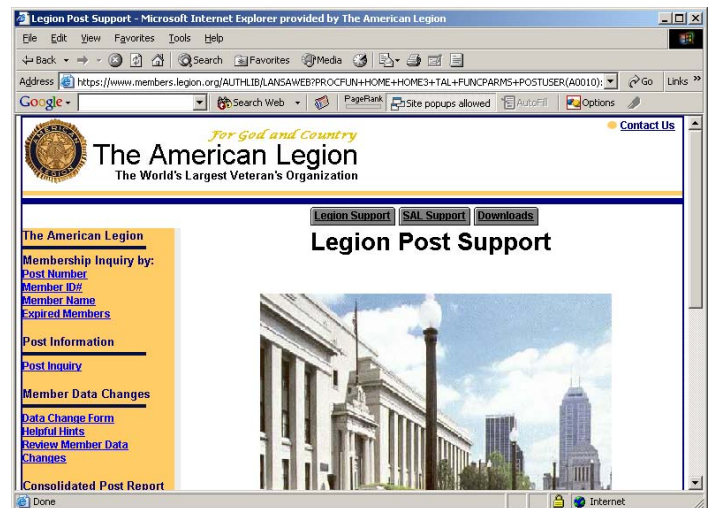 Legion Post Support - Microsoft Internet Explorer provided by The American Legion
File Edit View Favorites Tools Help
Back Search Favorites Media
Address https://www.members.legion.org/AUTHLIB/LANSAWEB?PROCFUN+HOME+HOME3+TAL+FUNCPARMS+POSTUSER(A0010): Go Links »
Google Search Web PageRank Site popups allowed AutoFill Options
Contact Us
For God and Country
The American Legion
The World's Largest Veteran's Organization
Legion Support SAL Support Downloads
Legion Post Support
The American Legion
Membership Inquiry by:
Post Number
Member ID#
Member Name
Expired Members
Post Information
Post Inquiry
Member Data Changes
Data Change Form
Helpful Hints
Review Member Data
Changes
Consolidated Post Report
Done Internet